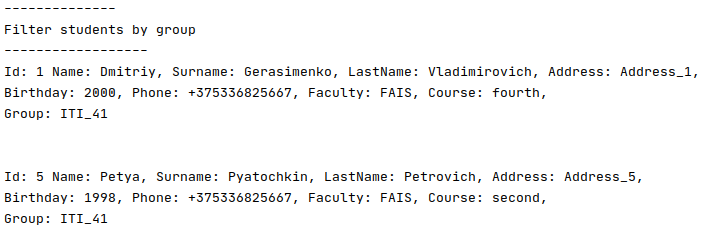 --------------
Filter students by group
------------------
Id: 1 Name: Dmitriy, Surname: Gerasimenko, LastName: Vladimirovich, Address: Address_1,
Birthday: 2000, Phone: +375336825667, Faculty: FAIS, Course: fourth,
Group: ITI_41
Id: 5 Name: Petya, Surname: Pyatochkin, LastName: Petrovich, Address: Address_5,
Birthday: 1998, Phone: +375336825667, Faculty: FAIS, Course: second,
Group: ITI_41